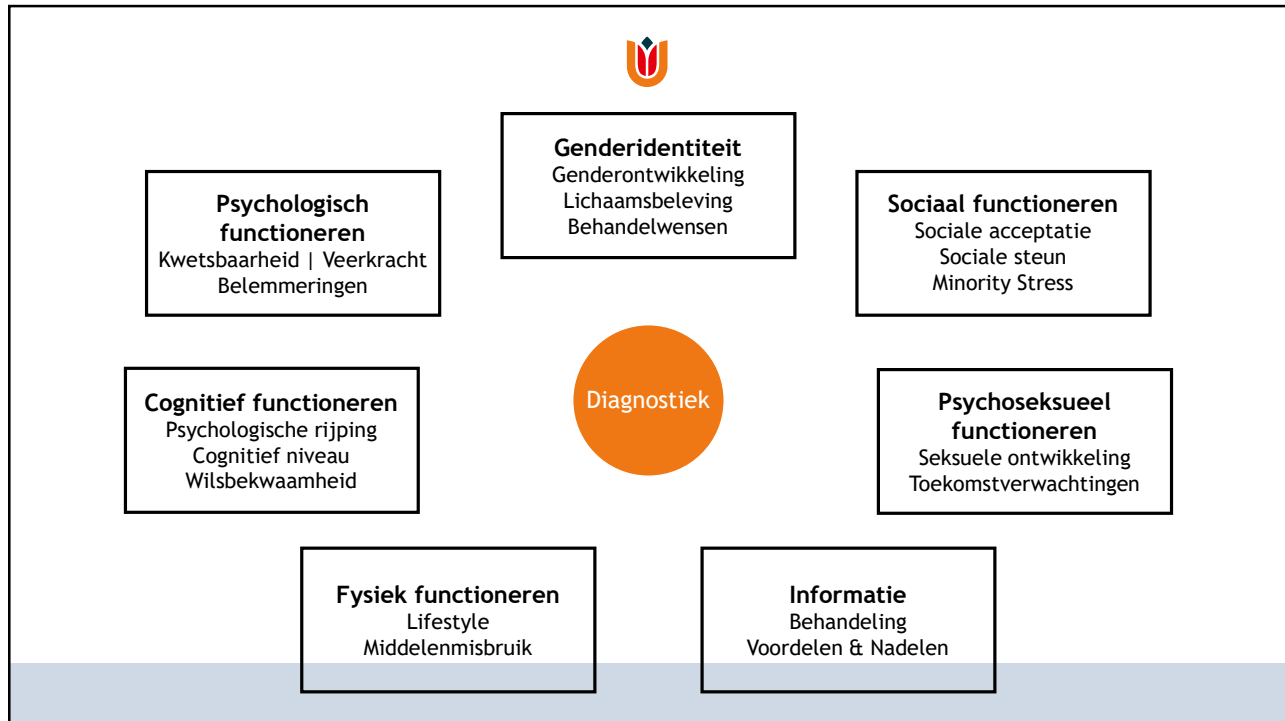 Genderidentiteit
Genderontwikkeling
Lichaamsbeleving
Behandelwensen
Psychologisch
functioneren
Kwetsbaarheid | Veerkracht
Belemmeringen
Sociaal functioneren
Sociale acceptatie
Sociale steun
Minority Stress
Cognitief functioneren
Psychologische rijping
Cognitief niveau
Wilsbekwaamheid
Diagnostiek
Psychoseksueel
functioneren
Seksuele ontwikkeling
Toekomstverwachtingen
Fysiek functioneren
Lifestyle
Middelenmisbruik
Informatie
Behandeling
Voordelen & Nadelen